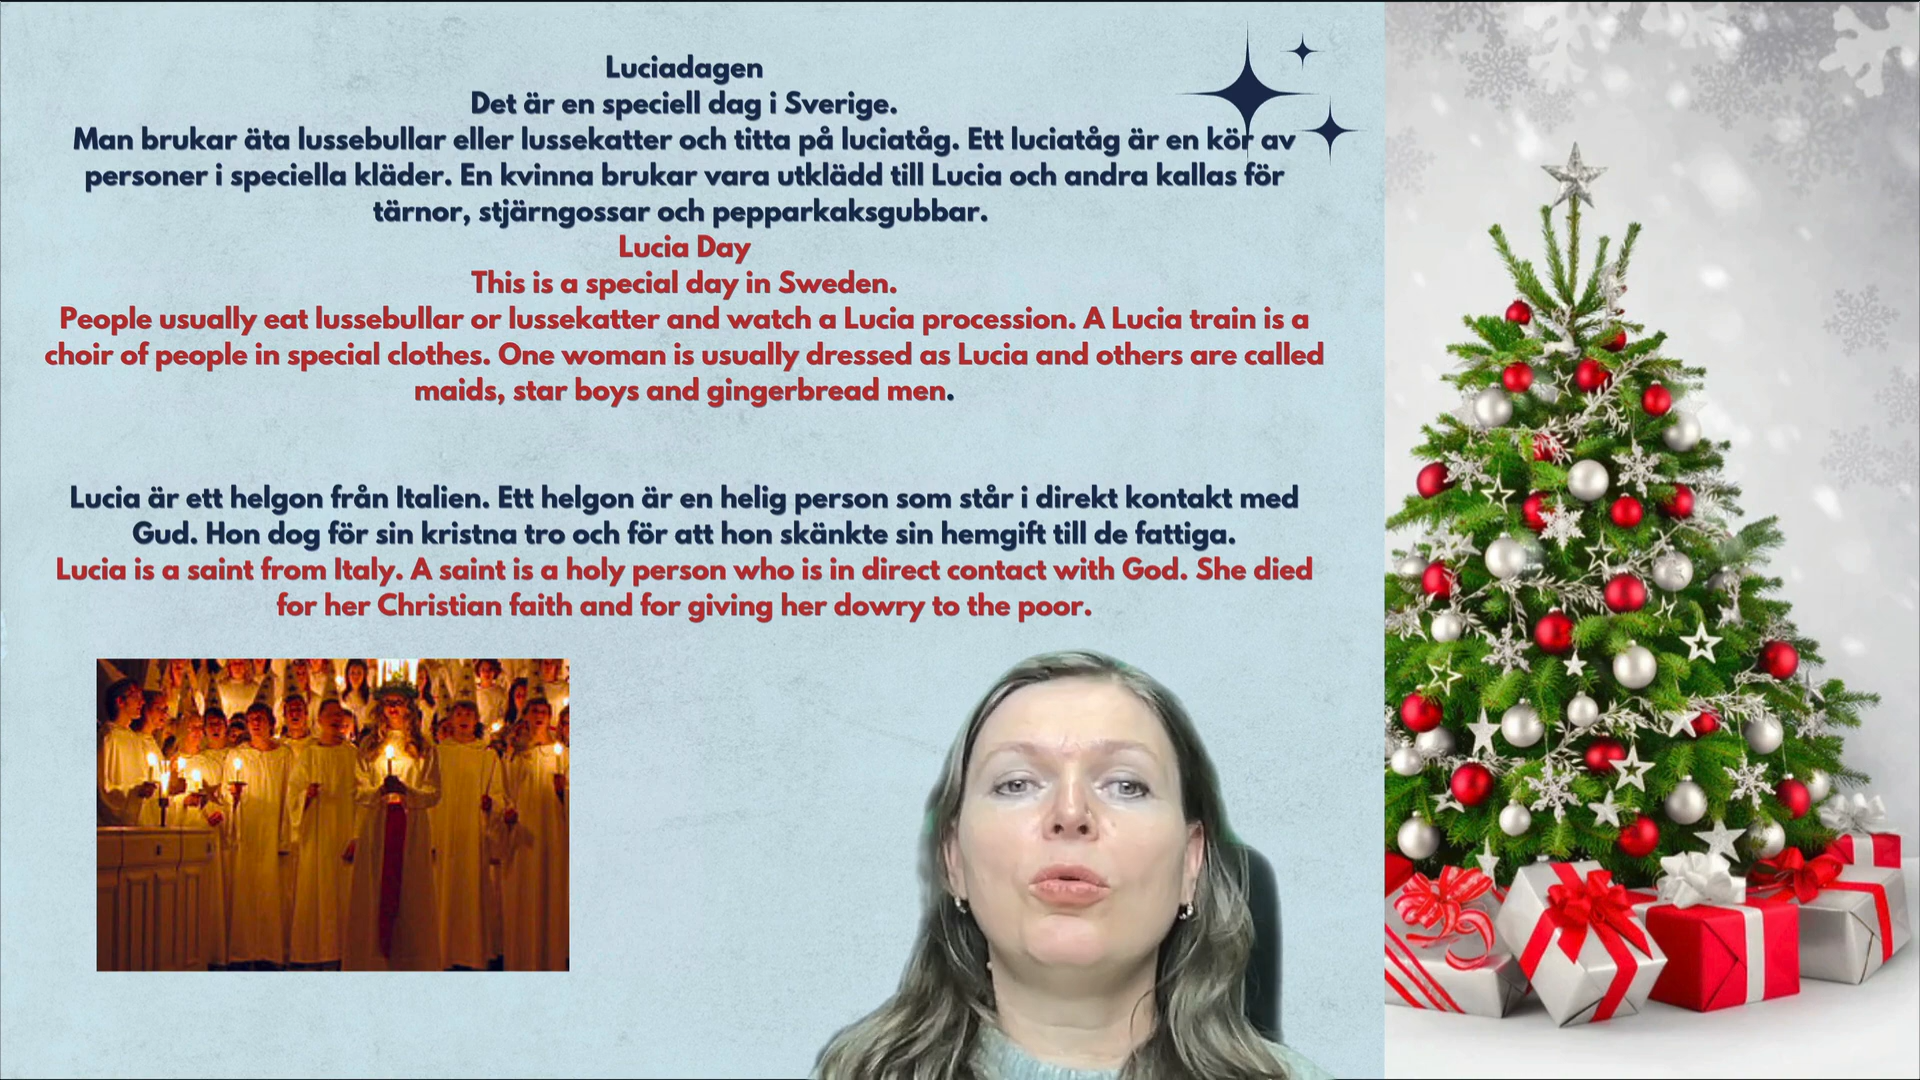 Luciadagen
Det är en speciell dag i Sverige.
Man brukar äta lussebullar eller lussekatter och titta på luciatåg. Ett luciatåg är en kör av
personer i speciella kläder. En kvinna brukar vara utklädd till Lucia och andra kallas för
tärnor, stjärngossar och pepparkaksgubbar.
Lucia Day
This is a special day in Sweden.
People usually eat lussebullar or lussekatter and watch a Lucia procession. A Lucia train is a
choir of people in special clothes. One woman is usually dressed as Lucia and others are called
maids, star boys and gingerbread men.
Lucia är ett helgon från Italien. Ett helgon är en helig person som står i direkt kontakt med
Gud. Hon dog för sin kristna tro och för att hon skänkte sin hemgift till de fattiga.
Lucia is a saint from Italy. A saint is a holy person who is in direct contact with God. She died
for her Christian faith and for giving her dowry to the poor.